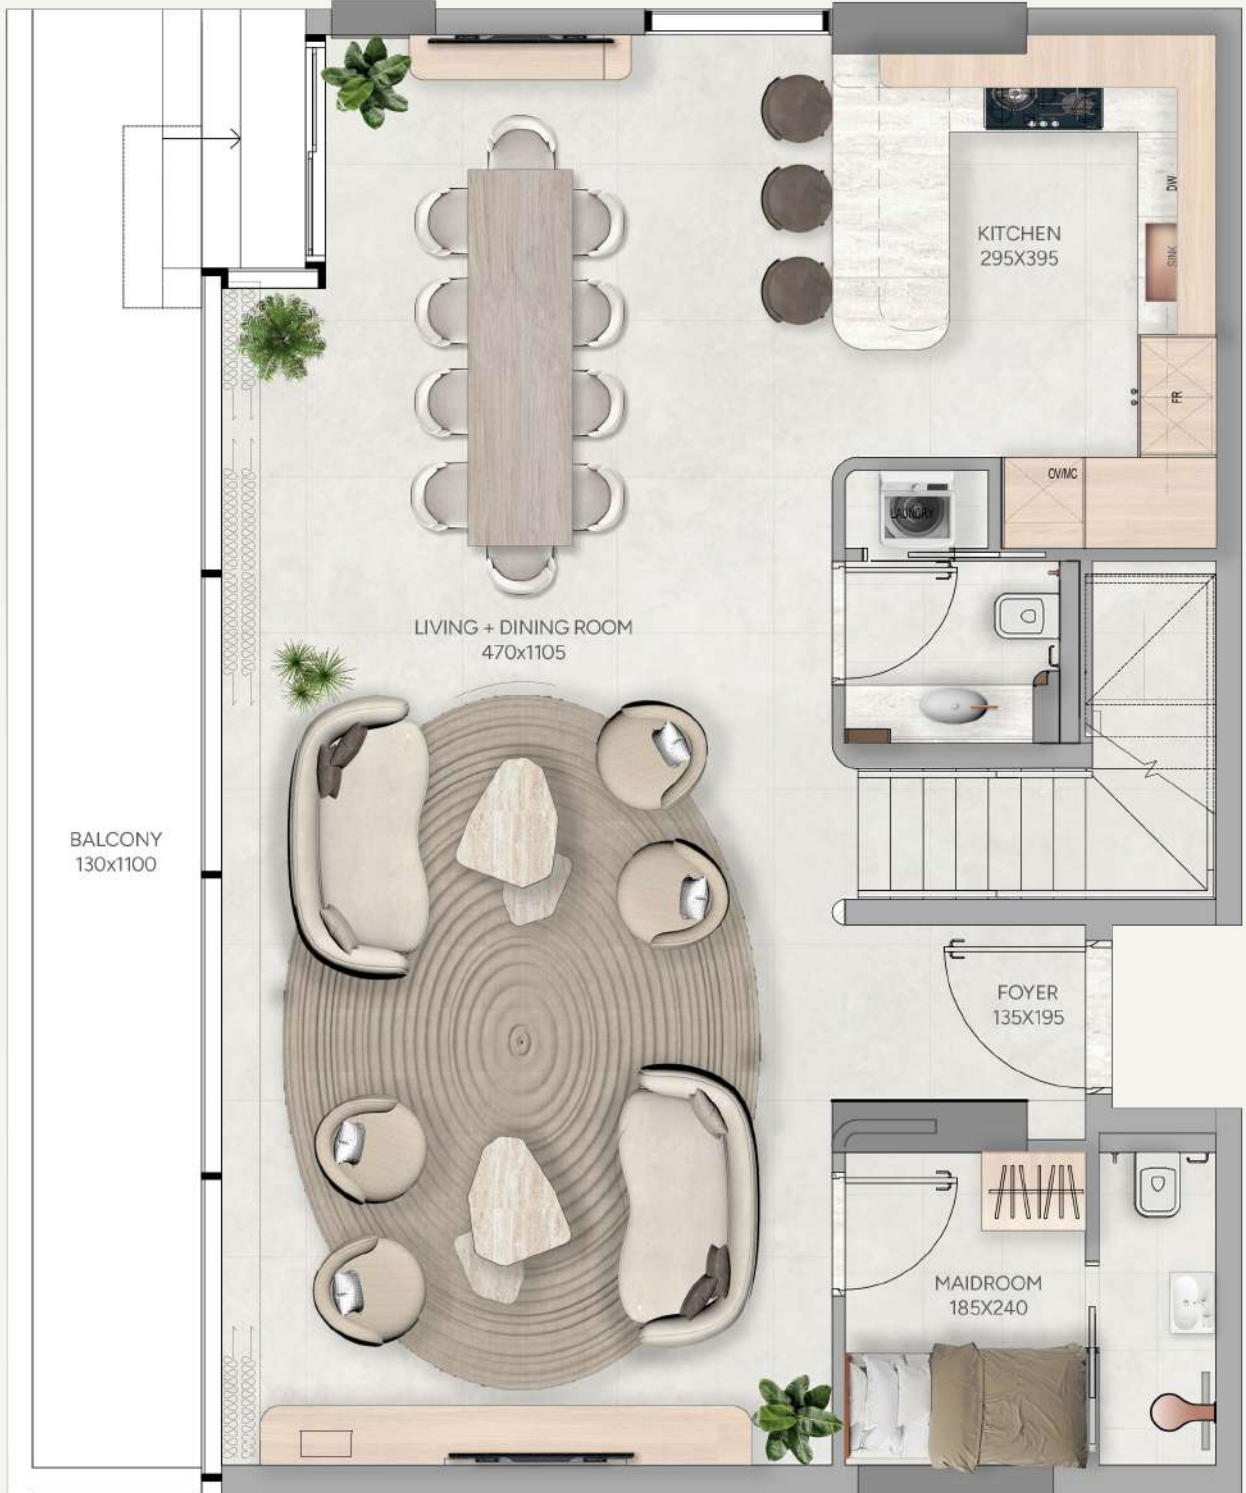 KITCHEN
295X395
DW
SINK
FR
OV/MC
LAUNDRY
LIVING + DINING ROOM
470x1105
BALCONY
130x1100
FOYER
135X195
MAIDROOM
185X240